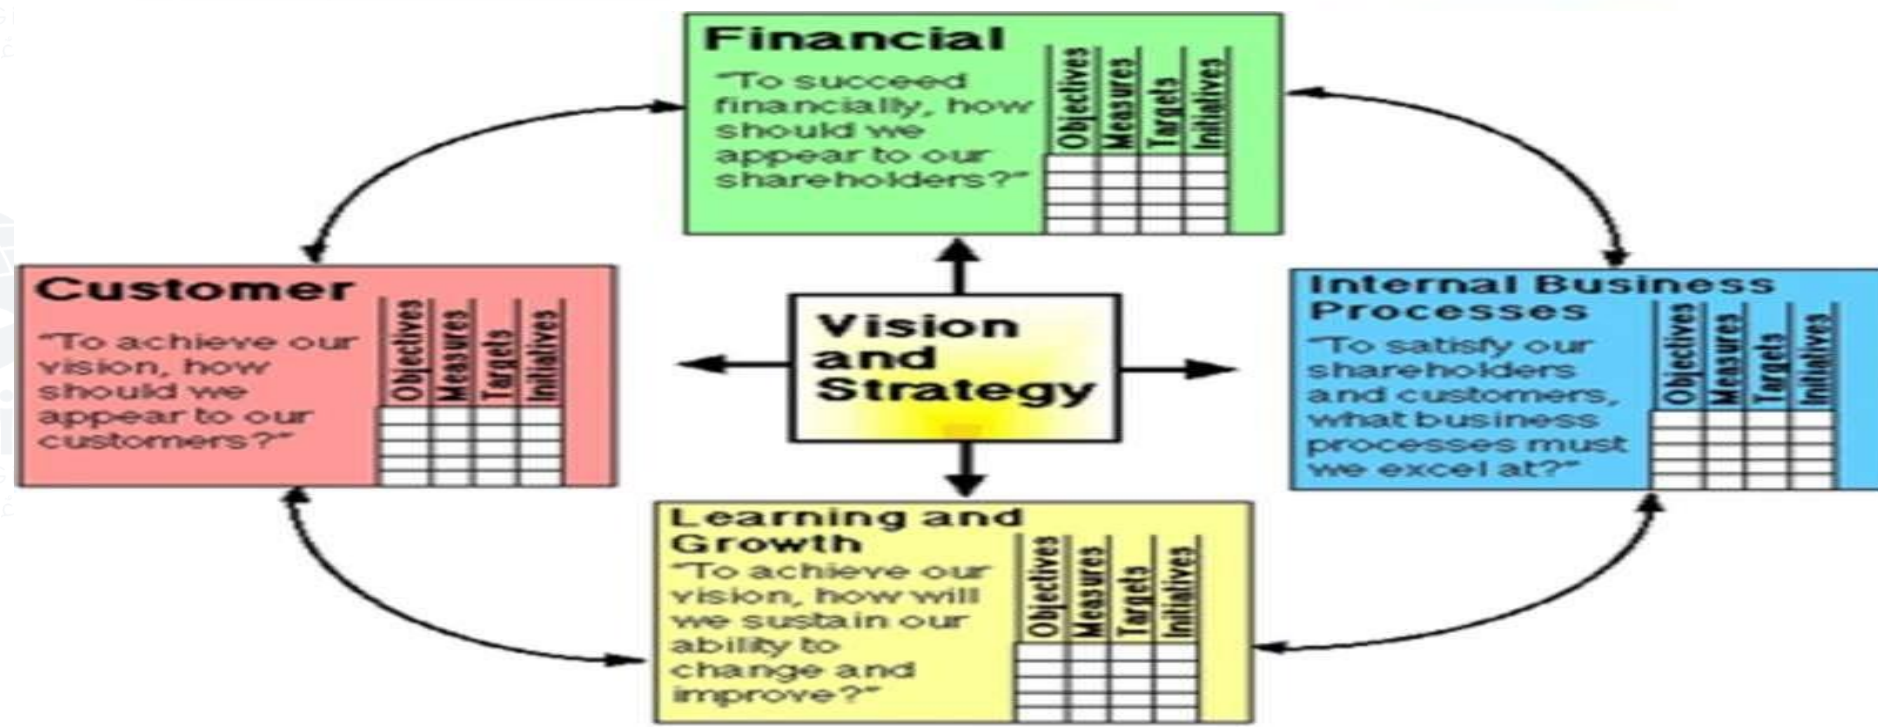 Financial
"To succeed
financially, how
should we
appear to our
shareholders?"
Objectives
Measures
Targets
Initiatives
Customer
"To achieve our
vision, how
should we
appear to our
customers?"
Objectives
Measures
Targets
Initiatives
Vision
and
Strategy
Internal Business
Processes
"To satisfy our
shareholders
and customers,
what business
processes must
we excel at?"
Objectives
Measures
Targets
Initiatives
Learning and
Growth
"To achieve our
vision, how will
we sustain our
ability to
change and
improve?"
Objectives
Measures
Targets
Initiatives